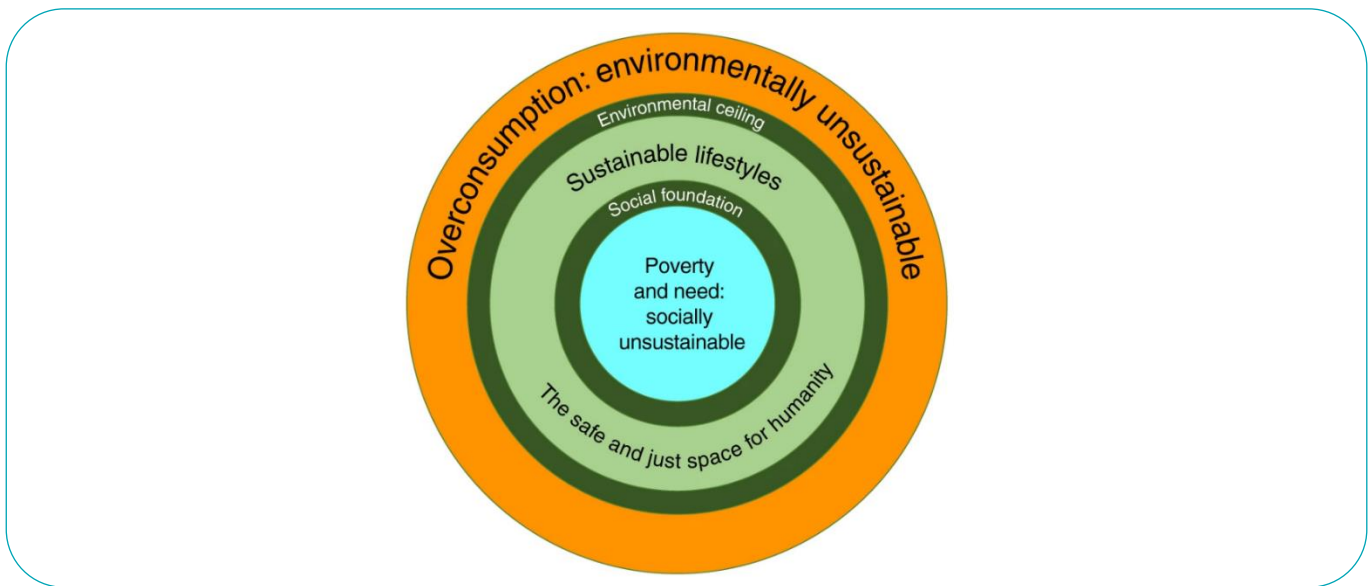 Overconsumption: environmentally unsustainable
Environmental ceiling
Sustainable lifestyles
Social foundation
Poverty
and need:
socially
unsustainable
The safe and just space for humanity